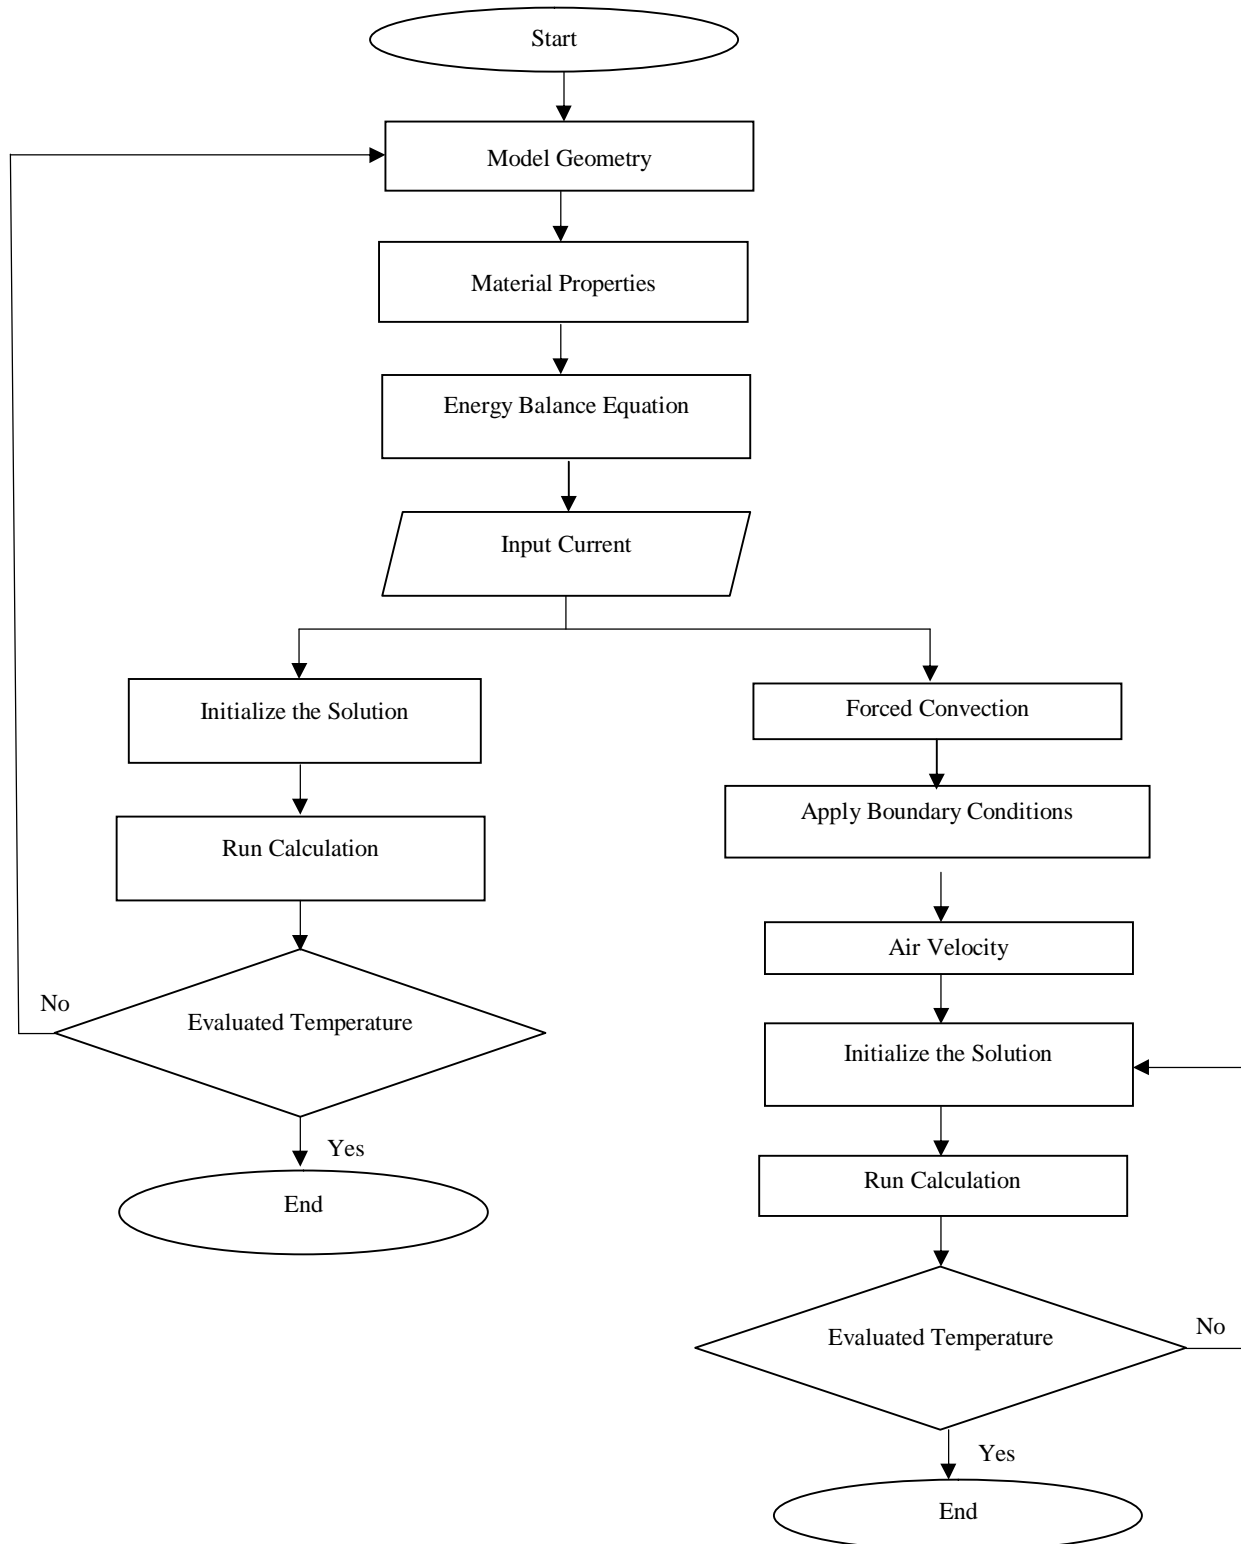 Start
Model Geometry
Material Properties
Energy Balance Equation
Input Current
Initialize the Solution
Run Calculation
Evaluated Temperature
No
Yes
End
Forced Convection
Apply Boundary Conditions
Air Velocity
Initialize the Solution
Run Calculation
Evaluated Temperature
No
Yes
End